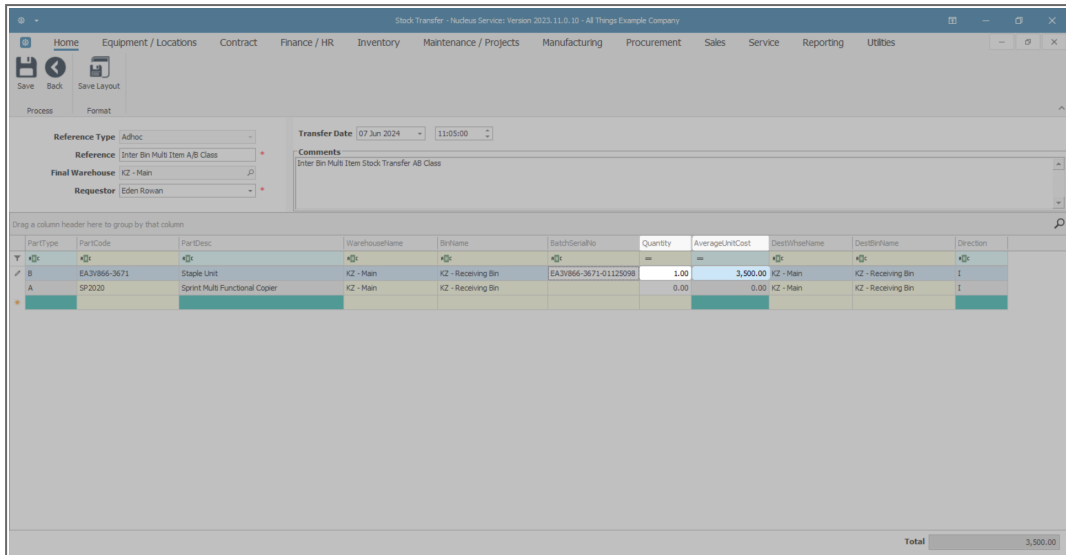 Stock Transfer - Nucleus Service: Version 2023.11.0.10 - All Things Example Company
Home Equipment / Locations Contract Finance / HR Inventory Maintenance / Projects Manufacturing Procurement Sales Service Reporting Utilities
Save Back Save Layout
Process Format
Reference Type Adhoc
Transfer Date 07 Jun 2024 11:05:00
Reference Inter Bin Multi Item A/B Class *
Comments
Inter Bin Multi Item Stock Transfer AB Class
Final Warehouse KZ - Main
Requestor Eden Rowan *
Drag a column header here to group by that column
PartType PartCode PartDesc WarehouseName BinName BatchSerialNo Quantity AverageUnitCost DestWhseName DestBinName Direction
= =
B EA3V866-3671 Staple Unit KZ - Main KZ - Receiving Bin EA3V866-3671-01125098 1.00 3,500.00 KZ - Main KZ - Receiving Bin I
A SP2020 Sprint Multi Functional Copier KZ - Main KZ - Receiving Bin 0.00 0.00 KZ - Main KZ - Receiving Bin I
Total 3,500.00